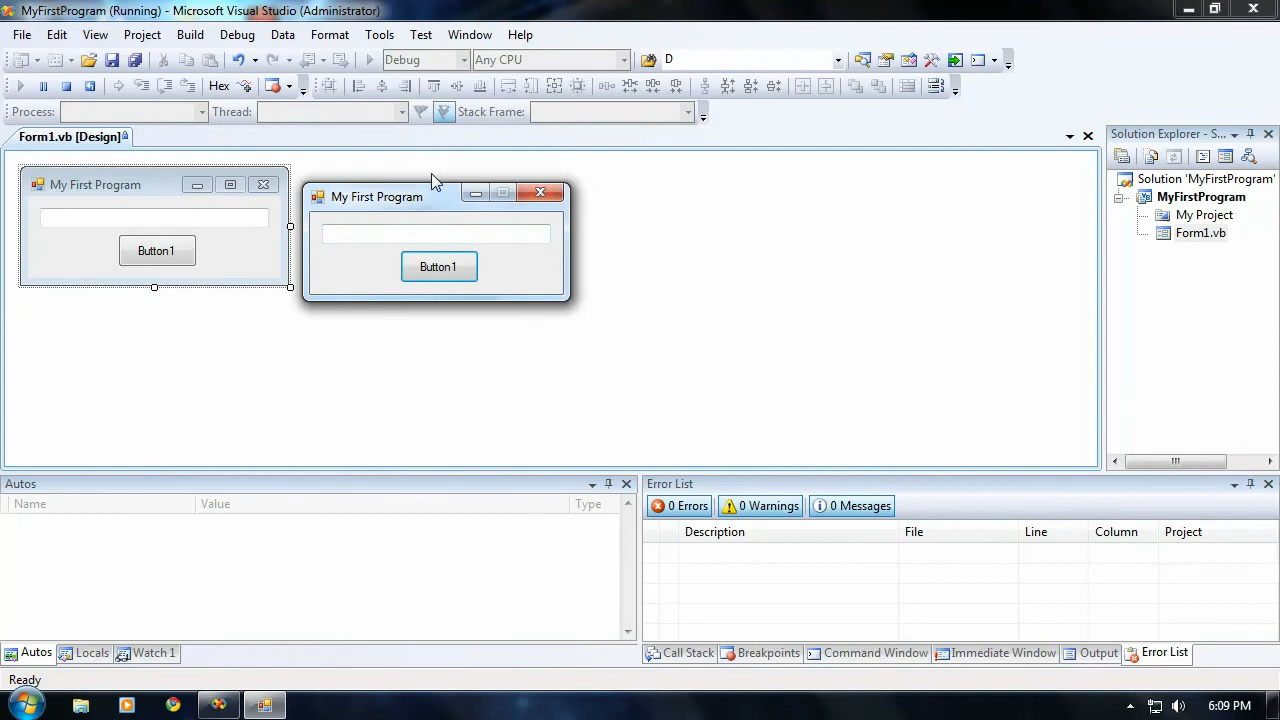 MyFirstProgram (Running) - Microsoft Visual Studio (Administrator)
File Edit View Project Build Debug Data Format Tools Test Window Help
Debug Any CPU D
Hex
Process: Thread: Stack Frame:
Form1.vb [Design]
Solution Explorer - S...
My First Program
Button1
My First Program
Button1
Solution 'MyFirstProgram'
MyFirstProgram
My Project
Form1.vb
Autos
Name Value Type
Error List
0 Errors 0 Warnings 0 Messages
Description File Line Column Project
Autos Locals Watch 1
Call Stack Breakpoints Command Window Immediate Window Output Error List
Ready
6:09 PM